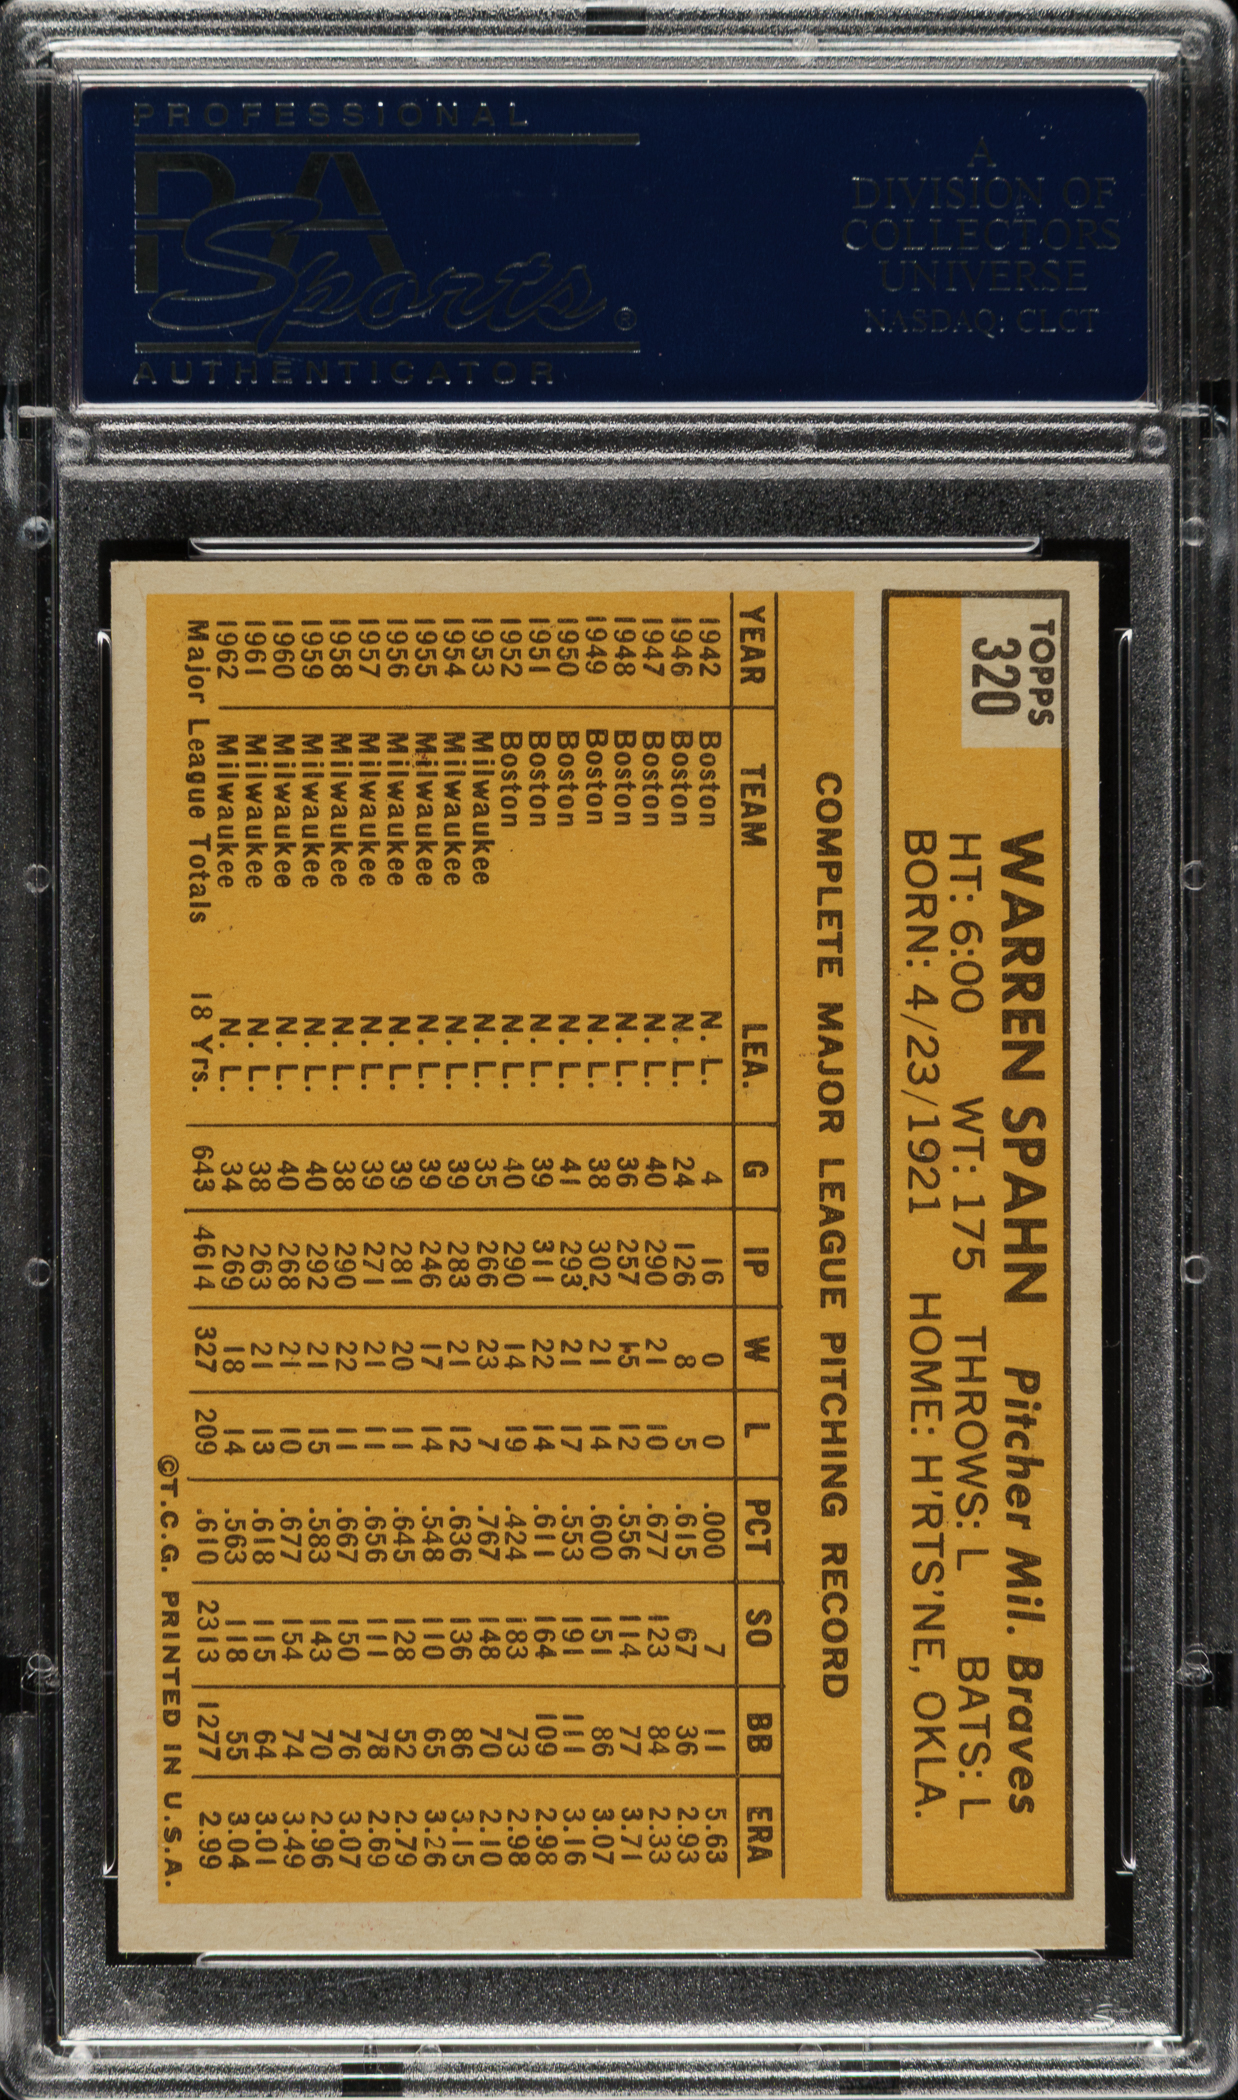 PROFESSIONAL
PSA
Sports®
AUTHENTICATOR
A
DIVISION OF
COLLECTORS
UNIVERSE
NASDAQ: CLCT
TOPPS
320
WARREN SPAHN Pitcher Mil. Braves
HT: 6:00 WT: 175 THROWS: L BATS: L
BORN: 4/23/1921 HOME: H'RTS'NE, OKLA.
COMPLETE MAJOR LEAGUE PITCHING RECORD
YEAR TEAM LEA. G IP W L PCT SO BB ERA
1942 Boston N. L. 4 16 0 0 .000 7 11 5.63
1946 Boston N. L. 24 126 8 5 .615 67 36 2.93
1947 Boston N. L. 40 290 21 10 .677 123 84 2.33
1948 Boston N. L. 36 257 15 12 .556 114 77 3.71
1949 Boston N. L. 38 302 21 14 .600 151 86 3.07
1950 Boston N. L. 41 293 21 17 .553 191 111 3.16
1951 Boston N. L. 39 311 22 14 .611 164 109 2.98
1952 Boston N. L. 40 290 14 19 .424 183 73 2.98
1953 Milwaukee N. L. 35 266 23 7 .767 148 70 2.10
1954 Milwaukee N. L. 39 283 21 12 .636 136 86 3.15
1955 Milwaukee N. L. 39 246 17 14 .548 110 65 3.26
1956 Milwaukee N. L. 39 281 20 11 .645 128 52 2.79
1957 Milwaukee N. L. 39 271 21 11 .656 111 78 2.69
1958 Milwaukee N. L. 38 290 22 11 .667 150 76 3.07
1959 Milwaukee N. L. 40 292 21 15 .583 143 70 2.96
1960 Milwaukee N. L. 40 268 21 10 .677 154 74 3.49
1961 Milwaukee N. L. 38 263 21 13 .618 115 64 3.01
1962 Milwaukee N. L. 34 269 18 14 .563 118 55 3.04
Major League Totals 18 Yrs. 643 4614 327 209 .610 2313 1277 2.99
©T.C.G. PRINTED IN U.S.A.